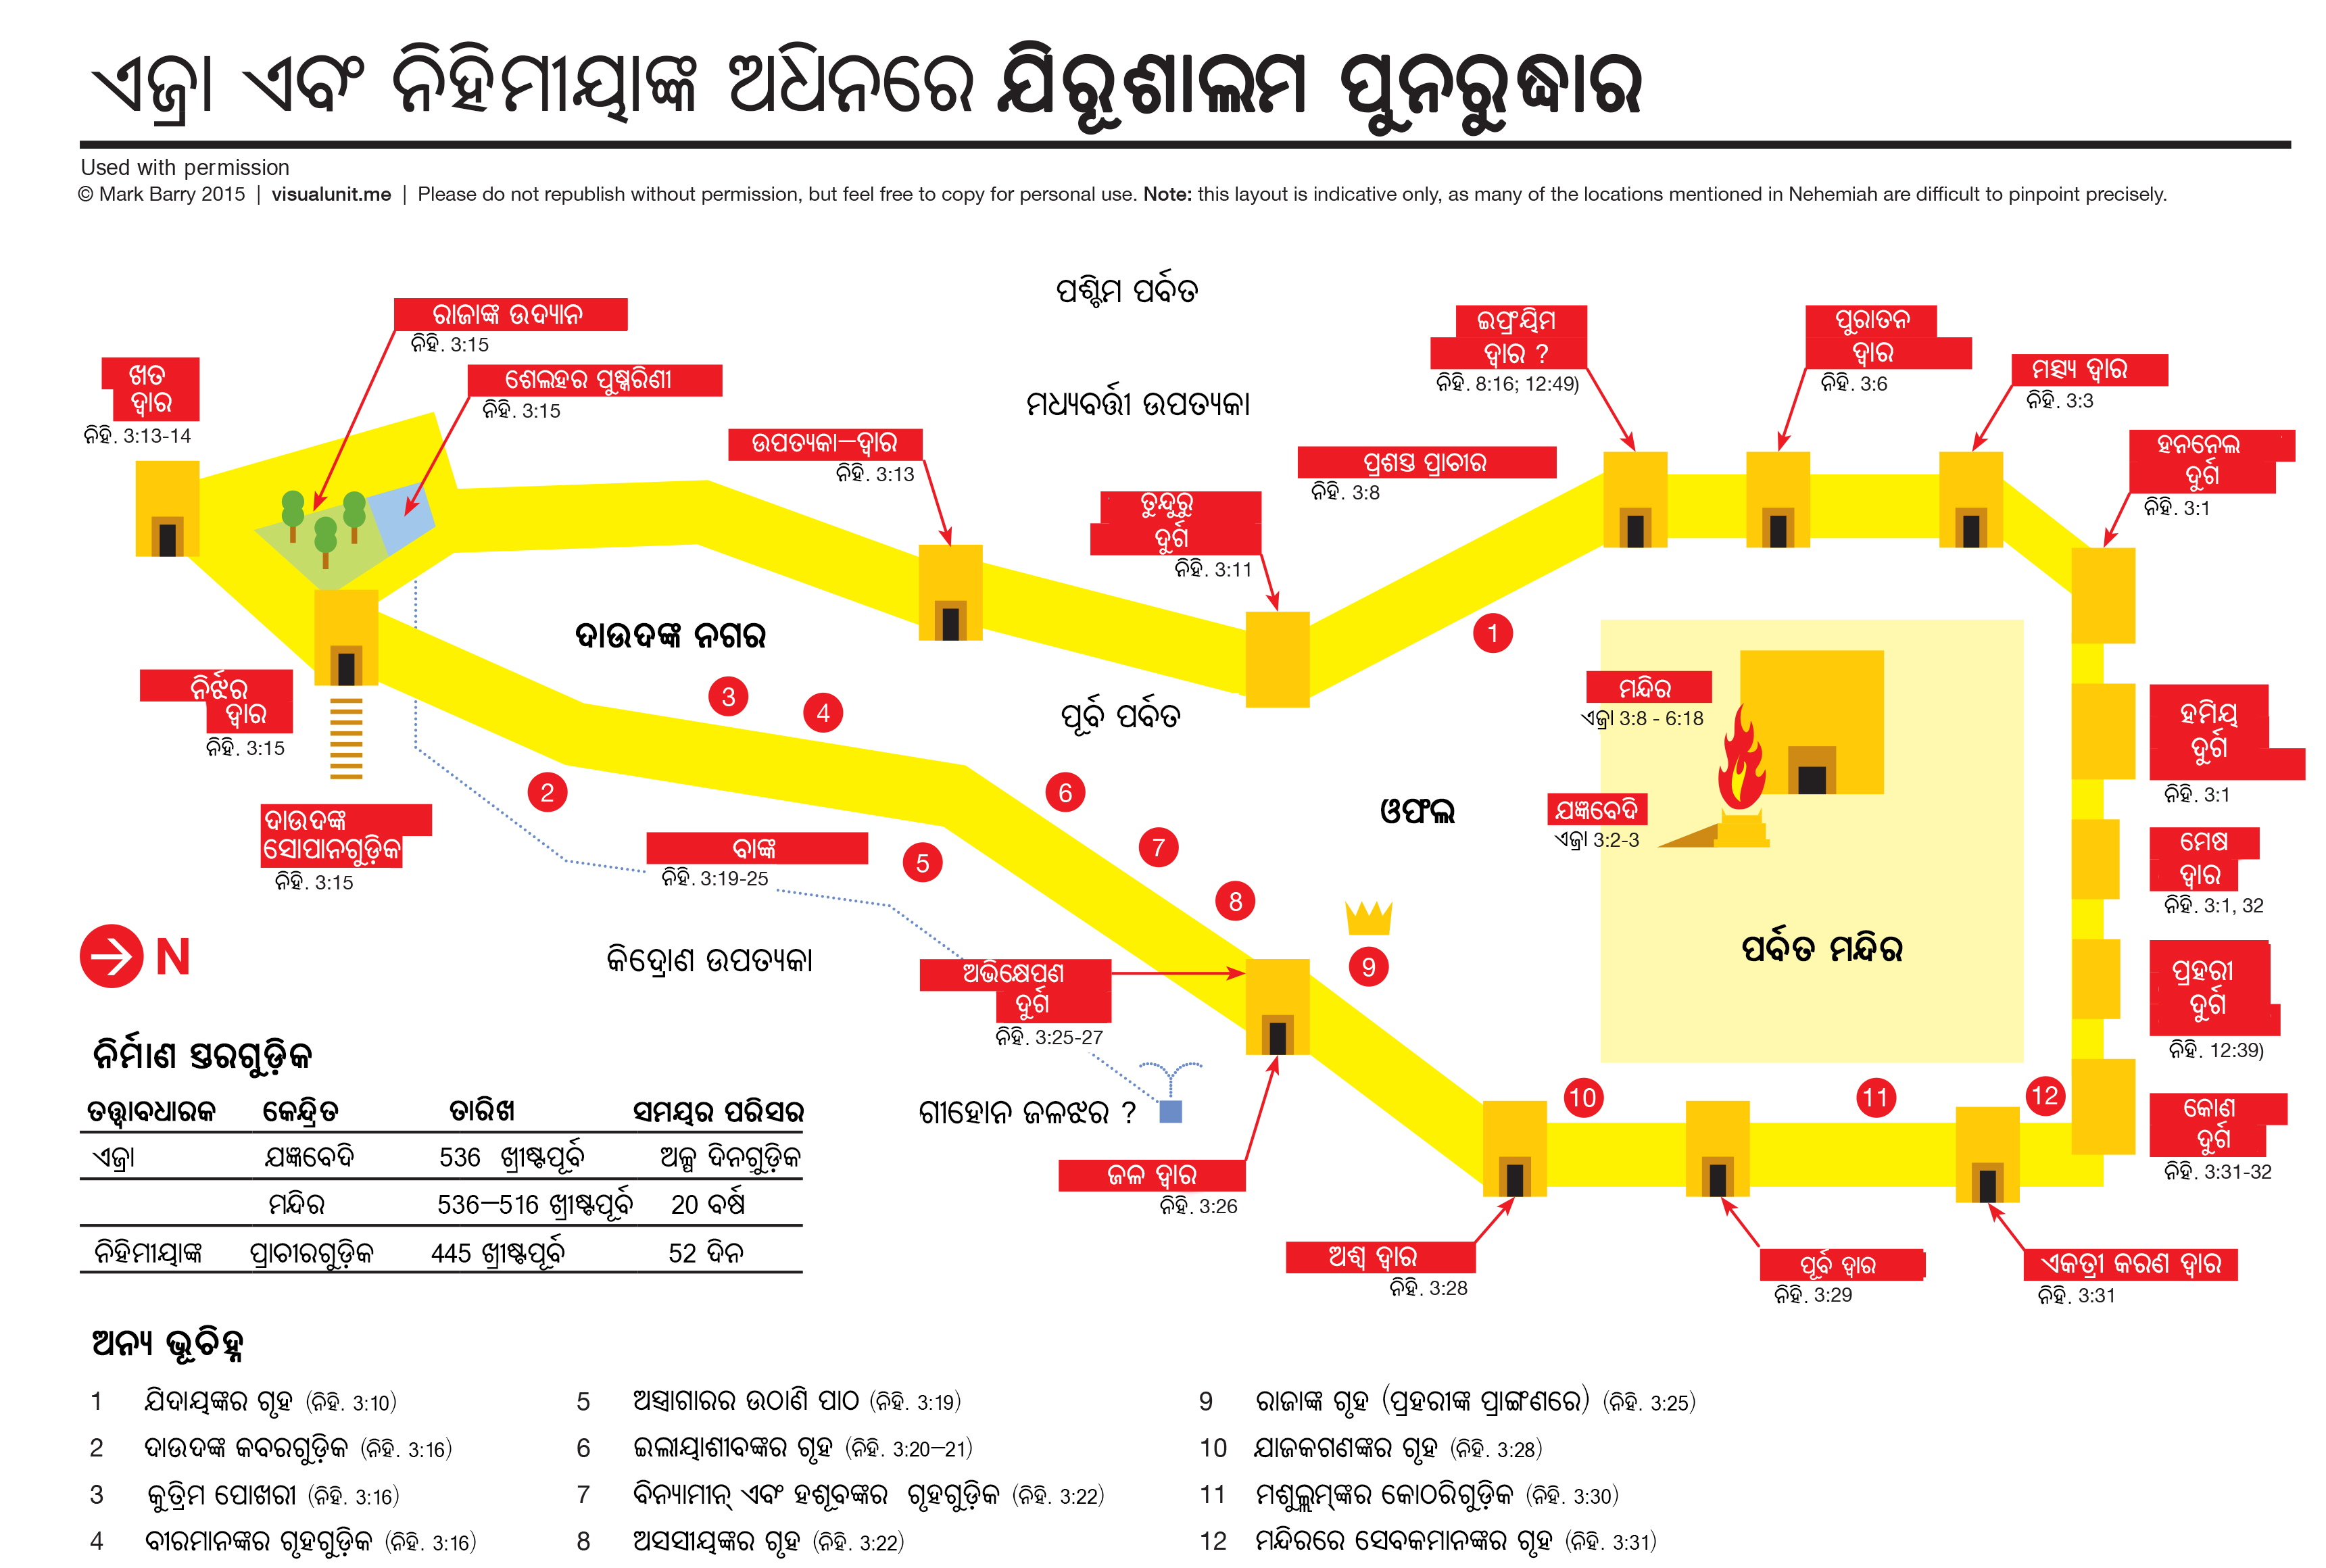 ଏଜ୍ରା ଏବଂ ନିହିମୀୟାଙ୍କ ଅଧିନରେ ଯିରୂଶାଲମ ପୁନରୁଦ୍ଧାର
Used with permission
© Mark Barry 2015 | visualunit.me | Please do not republish without permission, but feel free to copy for personal use. Note: this layout is indicative only, as many of the locations mentioned in Nehemiah are difficult to pinpoint precisely.
ପଶ୍ଚିମ ପର୍ବତ
ମଧ୍ୟବର୍ତ୍ତୀ ଉପତ୍ୟକା
ରାଜାଙ୍କ ଉଦ୍ୟାନ
ନିହି. 3:15
ଶେଲହର ପୁଷ୍କରିଣୀ
ନିହି. 3:15
ଖତ
ଦ୍ୱାର
ନିହି. 3:13-14
ଉପତ୍ୟକା–ଦ୍ୱାର
ନିହି. 3:13
ତୁନ୍ଦୁରୁ
ଦୁର୍ଗ
ନିହି. 3:11
ପ୍ରଶସ୍ତ ପ୍ରାଚୀର
ନିହି. 3:8
ଇଫ୍ରୟିମ
ଦ୍ୱାର ?
ନିହି. 8:16; 12:49)
ପୁରାତନ
ଦ୍ୱାର
ନିହି. 3:6
ମତ୍ସ୍ୟ ଦ୍ୱାର
ନିହି. 3:3
ହନନେଲ
ଦୁର୍ଗ
ନିହି. 3:1
ଦାଉଦଙ୍କ ନଗର
1
3
4
ନିର୍ଝର
ଦ୍ୱାର
ନିହି. 3:15
ପୂର୍ବ ପର୍ବତ
ମନ୍ଦିର
ଏଜ୍ରା 3:8 - 6:18
ହମିୟ
ଦୁର୍ଗ
ନିହି. 3:1
2
6
ଓଫଲ
ଯଜ୍ଞବେଦି
ଏଜ୍ରା 3:2-3
ଦାଉଦଙ୍କ
ସୋପାନଗୁଡ଼ିକ
ନିହି. 3:15
ବାଙ୍କ
ନିହି. 3:19-25
5
7
8
ମେଷ
ଦ୍ୱାର
ନିହି. 3:1, 32
N
କିଦ୍ରୋଣ ଉପତ୍ୟକା
ଅଭିକ୍ଷେପଣ
ଦୁର୍ଗ
ନିହି. 3:25-27
9
ପର୍ବତ ମନ୍ଦିର
ପ୍ରହରୀ
ଦୁର୍ଗ
ନିହି. 12:39)
10
11
12
ଗୀହୋନ ଜଳଝର ?
କୋଣ
ଦୁର୍ଗ
ନିହି. 3:31-32
ଜଳ ଦ୍ୱାର
ନିହି. 3:26
ଅଶ୍ୱ ଦ୍ୱାର
ନିହି. 3:28
ପୂର୍ବ ଦ୍ୱାର
ନିହି. 3:29
ଏକତ୍ରୀ କରଣ ଦ୍ୱାର
ନିହି. 3:31
ନିର୍ମାଣ ସ୍ତରଗୁଡ଼ିକ
ତତ୍ତ୍ୱାବଧାରକ କେନ୍ଦ୍ରିତ ତାରିଖ ସମୟର ପରିସର
ଏଜ୍ରା ଯଜ୍ଞବେଦି 536 ଖ୍ରୀଷ୍ଟପୂର୍ବ ଅଳ୍ପ ଦିନଗୁଡ଼ିକ
ମନ୍ଦିର 536–516 ଖ୍ରୀଷ୍ଟପୂର୍ବ 20 ବର୍ଷ
ନିହିମୀୟାଙ୍କ ପ୍ରାଚୀରଗୁଡ଼ିକ 445 ଖ୍ରୀଷ୍ଟପୂର୍ବ 52 ଦିନ
ଅନ୍ୟ ଭୂଚିହ୍ନ
1 ଯିଦାୟଙ୍କର ଗୃହ (ନିହି. 3:10)
2 ଦାଉଦଙ୍କ କବରଗୁଡ଼ିକ (ନିହି. 3:16)
3 କୁତ୍ରିମ ପୋଖରୀ (ନିହି. 3:16)
4 ବୀରମାନଙ୍କର ଗୃହଗୁଡ଼ିକ (ନିହି. 3:16)
5 ଅସ୍ତ୍ରାଗାରର ଉଠାଣି ପାଠ (ନିହି. 3:19)
6 ଇଲୀୟାଶୀବଙ୍କର ଗୃହ (ନିହି. 3:20–21)
7 ବିନ୍ୟାମୀନ୍ ଏବଂ ହଶୂବଙ୍କର ଗୃହଗୁଡ଼ିକ (ନିହି. 3:22)
8 ଅସସୀୟଙ୍କର ଗୃହ (ନିହି. 3:22)
9 ରାଜାଙ୍କ ଗୃହ (ପ୍ରହରୀଙ୍କ ପ୍ରାଙ୍ଗଣରେ) (ନିହି. 3:25)
10 ଯାଜକଗଣଙ୍କର ଗୃହ (ନିହି. 3:28)
11 ମଶୁଲ୍ଲମ୍‌ଙ୍କର କୋଠରିଗୁଡ଼ିକ (ନିହି. 3:30)
12 ମନ୍ଦିରରେ ସେବକମାନଙ୍କର ଗୃହ (ନିହି. 3:31)